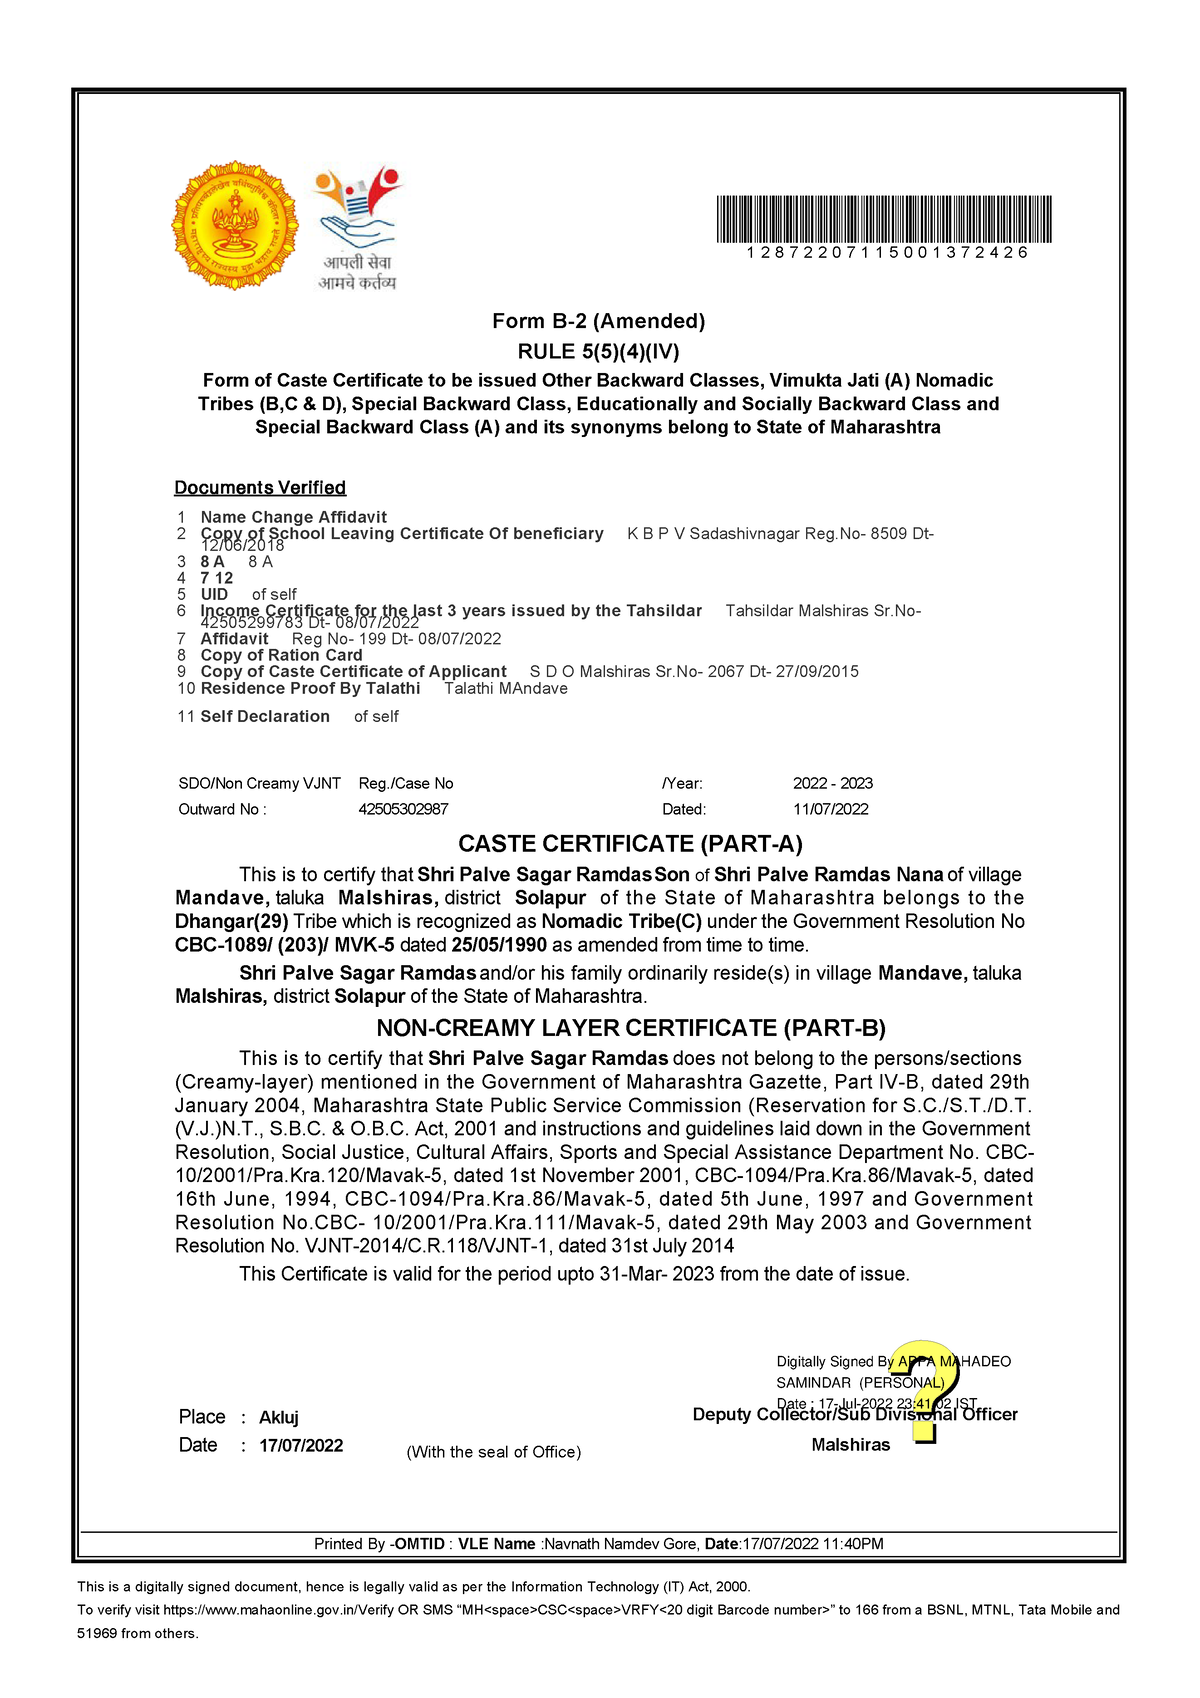 आपली सेवा
आमचे कर्तव्य
12872207115001372426
Form B-2 (Amended)
RULE 5(5)(4)(IV)
Form of Caste Certificate to be issued Other Backward Classes, Vimukta Jati (A) Nomadic
Tribes (B,C & D), Special Backward Class, Educationally and Socially Backward Class and
Special Backward Class (A) and its synonyms belong to State of Maharashtra
Documents Verified
1 Name Change Affidavit
2 Copy of School Leaving Certificate Of beneficiary K B P V Sadashivnagar Reg.No- 8509 Dt-
12/06/2018
3 8 A 8 A
4 7 12
5 UID of self
6 Income Certificate for the last 3 years issued by the Tahsildar Tahsildar Malshiras Sr.No-
42505299783 Dt- 08/07/2022
7 Affidavit Reg No- 199 Dt- 08/07/2022
8 Copy of Ration Card
9 Copy of Caste Certificate of Applicant S D O Malshiras Sr.No- 2067 Dt- 27/09/2015
10 Residence Proof By Talathi Talathi MAndave
11 Self Declaration of self
SDO/Non Creamy VJNT Reg./Case No /Year: 2022 - 2023
Outward No : 42505302987 Dated: 11/07/2022
CASTE CERTIFICATE (PART-A)
This is to certify that Shri Palve Sagar Ramdas Son of Shri Palve Ramdas Nana of village
Mandave, taluka Malshiras, district Solapur of the State of Maharashtra belongs to the
Dhangar(29) Tribe which is recognized as Nomadic Tribe(C) under the Government Resolution No
CBC-1089/ (203)/ MVK-5 dated 25/05/1990 as amended from time to time.
Shri Palve Sagar Ramdas and/or his family ordinarily reside(s) in village Mandave, taluka
Malshiras, district Solapur of the State of Maharashtra.
NON-CREAMY LAYER CERTIFICATE (PART-B)
This is to certify that Shri Palve Sagar Ramdas does not belong to the persons/sections
(Creamy-layer) mentioned in the Government of Maharashtra Gazette, Part IV-B, dated 29th
January 2004, Maharashtra State Public Service Commission (Reservation for S.C./S.T./D.T.
(V.J.)N.T., S.B.C. & O.B.C. Act, 2001 and instructions and guidelines laid down in the Government
Resolution, Social Justice, Cultural Affairs, Sports and Special Assistance Department No. CBC-
10/2001/Pra.Kra.120/Mavak-5, dated 1st November 2001, CBC-1094/Pra.Kra.86/Mavak-5, dated
16th June, 1994, CBC-1094/Pra.Kra.86/Mavak-5, dated 5th June, 1997 and Government
Resolution No.CBC- 10/2001/Pra.Kra.111/Mavak-5, dated 29th May 2003 and Government
Resolution No. VJNT-2014/C.R.118/VJNT-1, dated 31st July 2014
This Certificate is valid for the period upto 31-Mar- 2023 from the date of issue.
Digitally Signed By APPA MAHADEO
SAMINDAR (PERSONAL)
Date : 17-Jul-2022 23:41:02 IST
Place : Akluj Deputy Collector/Sub Divisional Officer
Date : 17/07/2022 (With the seal of Office) Malshiras
Printed By -OMTID : VLE Name :Navnath Namdev Gore, Date:17/07/2022 11:40PM
This is a digitally signed document, hence is legally valid as per the Information Technology (IT) Act, 2000.
To verify visit https://www.mahaonline.gov.in/Verify OR SMS “MH<space>CSC<space>VRFY<20 digit Barcode number>” to 166 from a BSNL, MTNL, Tata Mobile and
51969 from others.